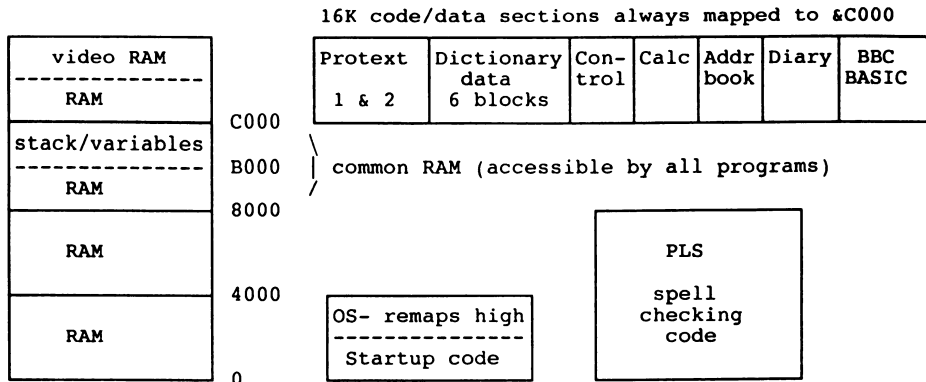 16K code/data sections always mapped to &C000
video RAM
RAM
C000
stack/variables
B000
RAM
8000
RAM
4000
RAM
0
Protext
1 & 2
Dictionary
data
6 blocks
Con-
trol
Calc
Addr
book
Diary
BBC
BASIC
common RAM (accessible by all programs)
OS- remaps high
Startup code
PLS
spell
checking
code